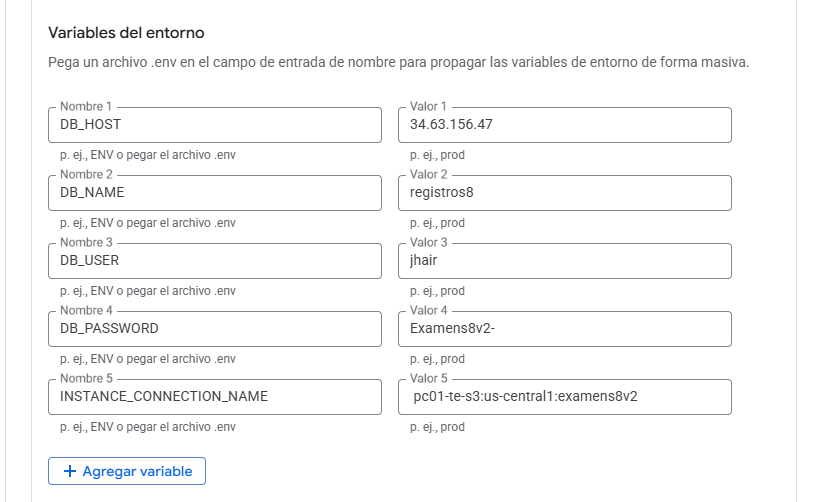 Variables del entorno
Pega un archivo .env en el campo de entrada de nombre para propagar las variables de entorno de forma masiva.
Nombre 1 Valor 1
DB_HOST 34.63.156.47
p. ej., ENV o pegar el archivo .env p. ej., prod
Nombre 2 Valor 2
DB_NAME registros8
p. ej., ENV o pegar el archivo .env p. ej., prod
Nombre 3 Valor 3
DB_USER jhair
p. ej., ENV o pegar el archivo .env p. ej., prod
Nombre 4 Valor 4
DB_PASSWORD Examens8v2-
p. ej., ENV o pegar el archivo .env p. ej., prod
Nombre 5 Valor 5
INSTANCE_CONNECTION_NAME pc01-te-s3:us-central1:examens8v2
p. ej., ENV o pegar el archivo .env p. ej., prod
+ Agregar variable